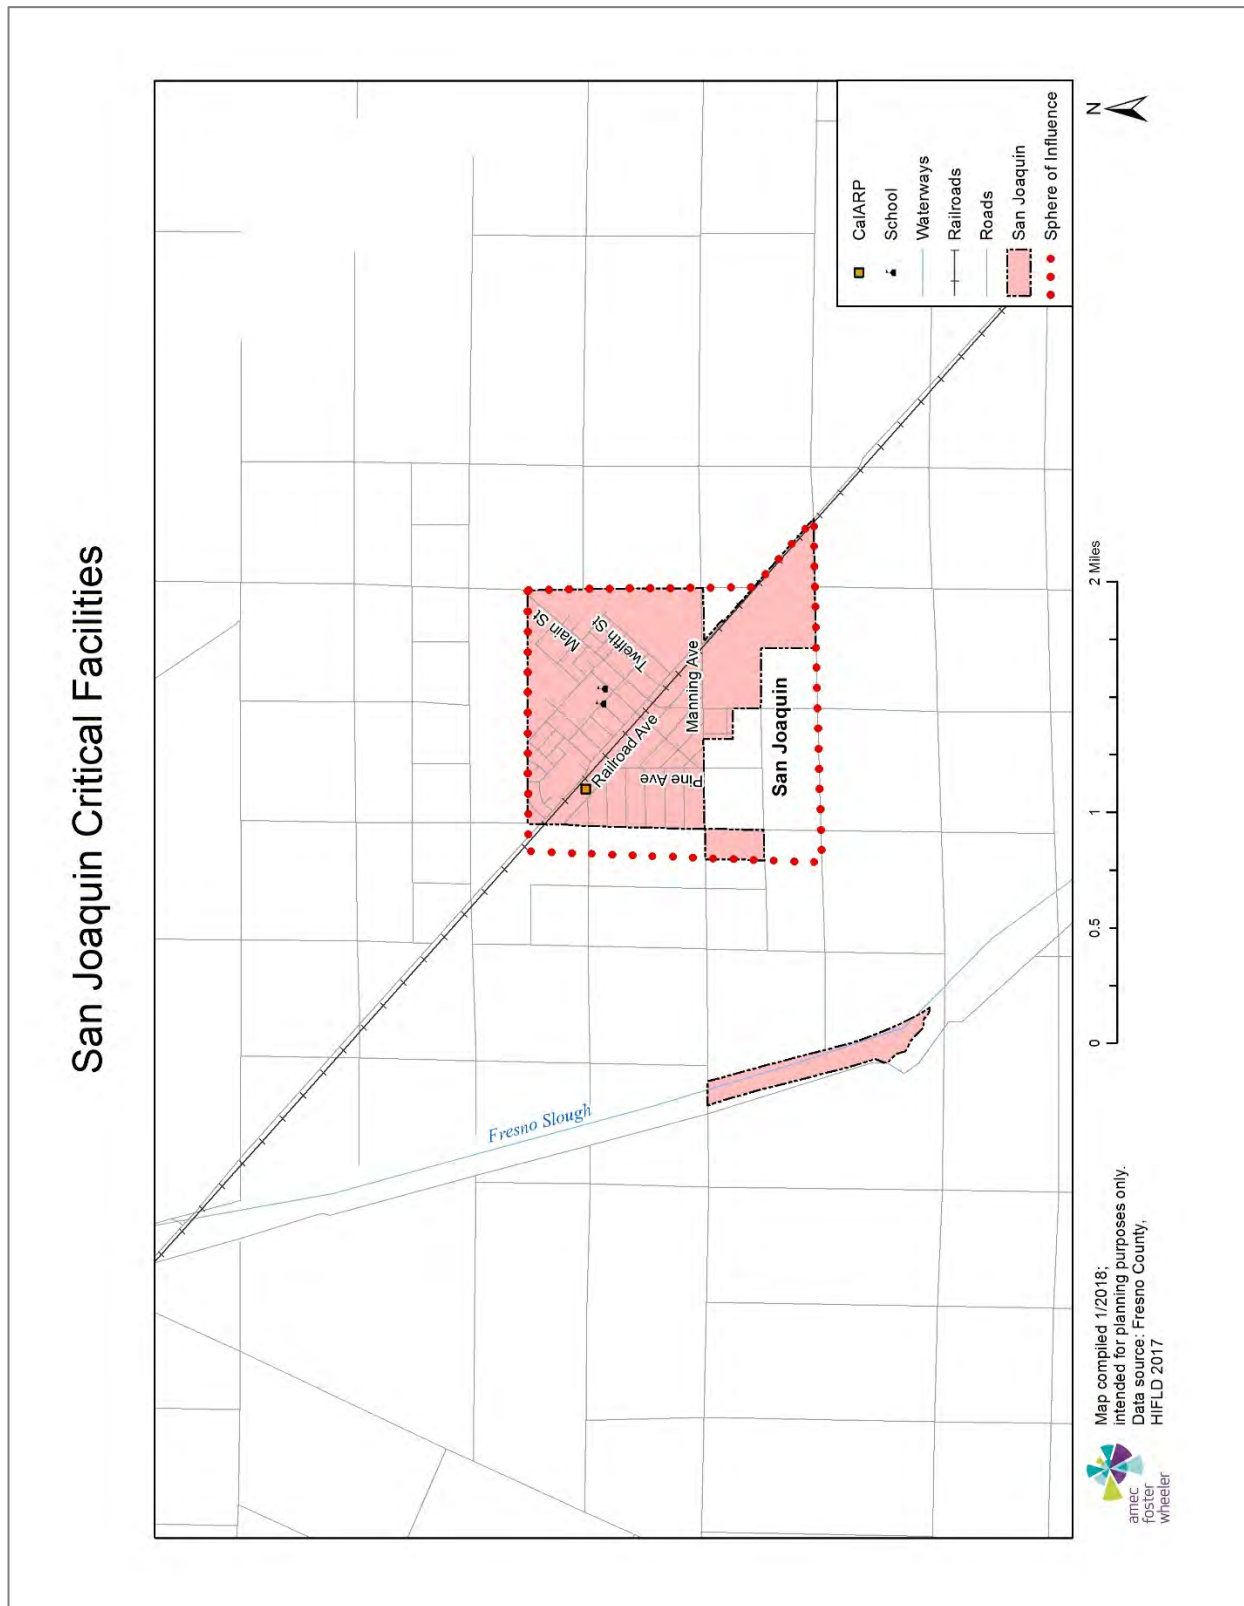 San Joaquin Critical Facilities
Main St
Twelfth St
Railroad Ave
Manning Ave
Pine Ave
San Joaquin
Fresno Slough
CalARP
School
Waterways
Railroads
Roads
San Joaquin
Sphere of Influence
N
0
0.5
1
2 Miles
amec
foster
wheeler
Map compiled 1/2018;
intended for planning purposes only.
Data source: Fresno County,
HIFLD 2017